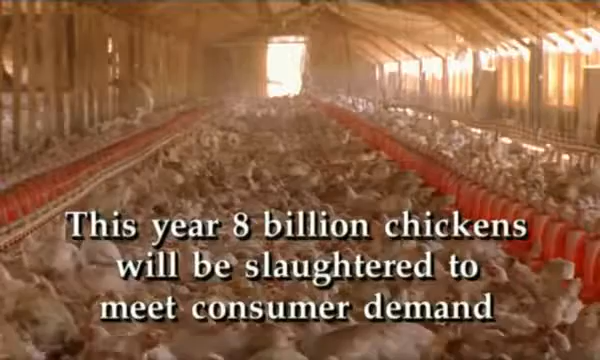 This year 8 billion chickens
will be slaughtered to
meet consumer demand